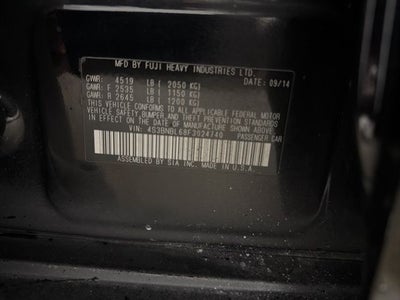 MFD BY FUJI HEAVY INDUSTRIES LTD.
GVWR: 4519 LB( 2050 KG) DATE: 09/14
GAWR: F 2535 LB( 1150 KG)
GAWR: R 2645 LB( 1200 KG)
THIS VEHICLE CONFORMS TO ALL APPLICABLE FEDERAL MOTOR
VEHICLE SAFETY,BUMPER,AND THEFT PREVENTION STANDARDS
IN EFFECT ON THE DATE OF MANUFACTURE SHOWN ABOVE.
VIN: 4S3BNBL68F3024740 PASSENGER CAR
ASSEMBLED BY SIA INC. MADE IN U.S.A.